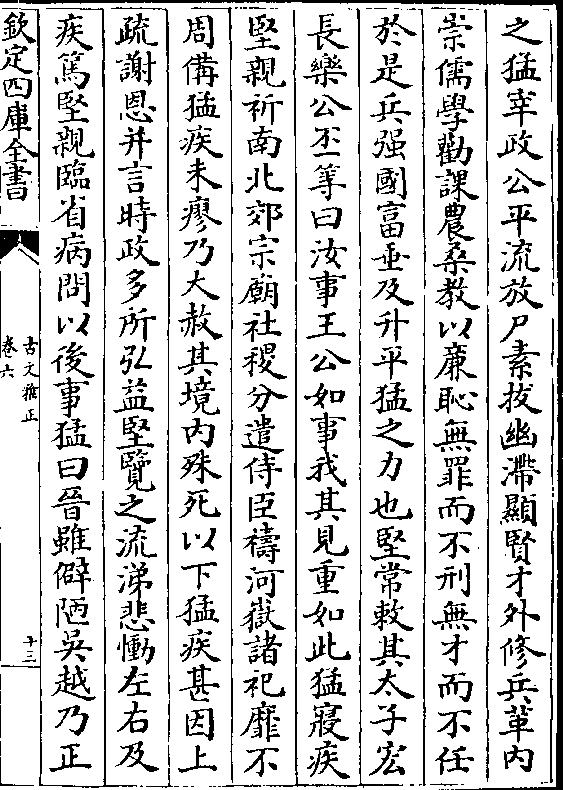 之猛宰政公平流放尸素拔幽滯顯賢才外修兵革內
崇儒學勸課農桑教以廉恥無罪而不刑無才而不任
於是兵强國富垂及升平猛之力也堅常敕其太子宏
長樂公丕等曰汝事王公如事我其見重如此猛寢疾
堅親祈南北郊宗廟社稷分遣侍臣禱河嶽諸祀靡不
周備猛疾未瘳乃大赦其境內殊死以下猛疾甚因上
疏謝恩并言時政多所弘益堅覽之流涕悲慟左右及
疾篤堅親臨省病問以後事猛曰晉雖僻陋吳越乃正
欽定四庫全書
古文雅正
卷六
十三